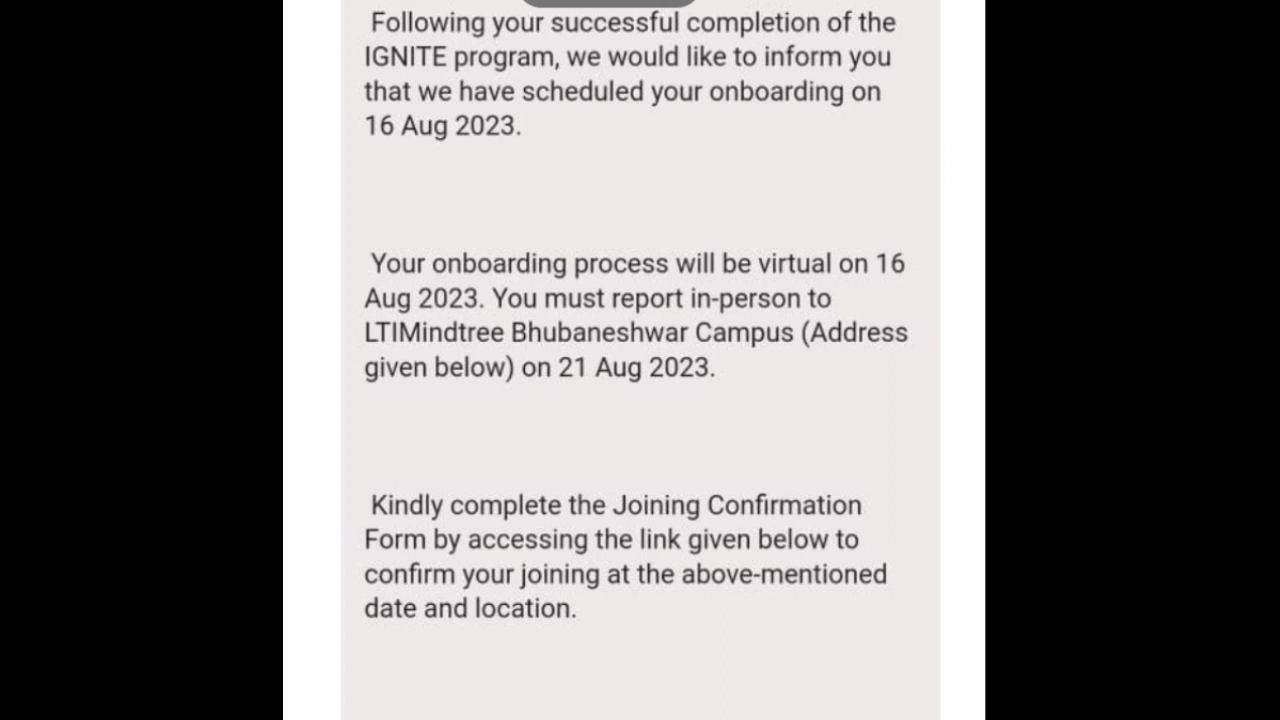 Following your successful completion of the
IGNITE program, we would like to inform you
that we have scheduled your onboarding on
16 Aug 2023.
Your onboarding process will be virtual on 16
Aug 2023. You must report in-person to
LTIMindtree Bhubaneshwar Campus (Address
given below) on 21 Aug 2023.
Kindly complete the Joining Confirmation
Form by accessing the link given below to
confirm your joining at the above-mentioned
date and location.